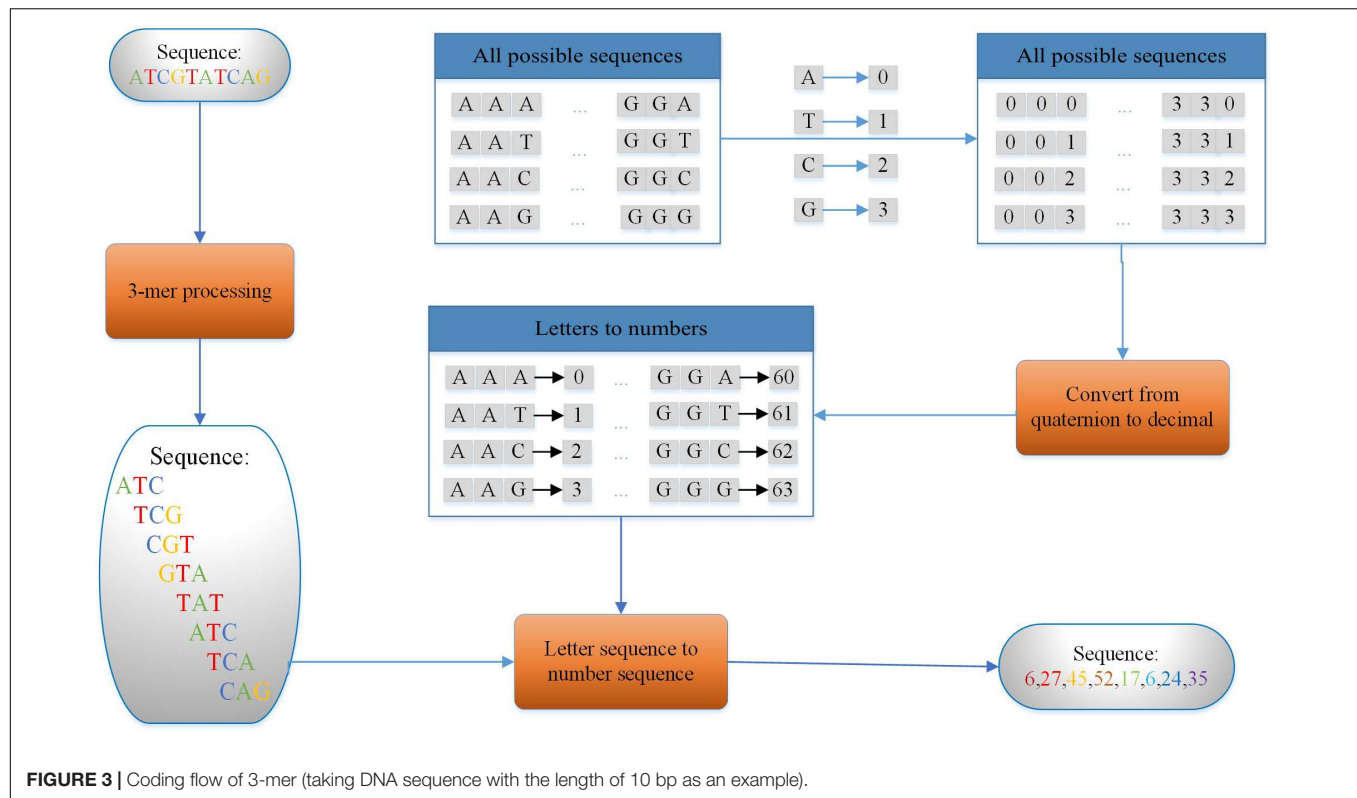 Sequence:
ATCGTATCAG
3-mer processing
Sequence:
ATC
TCG
CGT
GTA
TAT
ATC
TCA
CAG
All possible sequences
A A A ... G G A
A A T ... G G T
A A C ... G G C
A A G ... G G G
A 0
T 1
C 2
G 3
All possible sequences
0 0 0 ... 3 3 0
0 0 1 ... 3 3 1
0 0 2 ... 3 3 2
0 0 3 ... 3 3 3
Convert from
quaternion to decimal
Letters to numbers
A A A 0 ... G G A 60
A A T 1 ... G G T 61
A A C 2 ... G G C 62
A A G 3 ... G G G 63
Letter sequence to
number sequence
Sequence:
6,27,45,52,17,6,24,35
FIGURE 3 | Coding flow of 3-mer (taking DNA sequence with the length of 10 bp as an example).